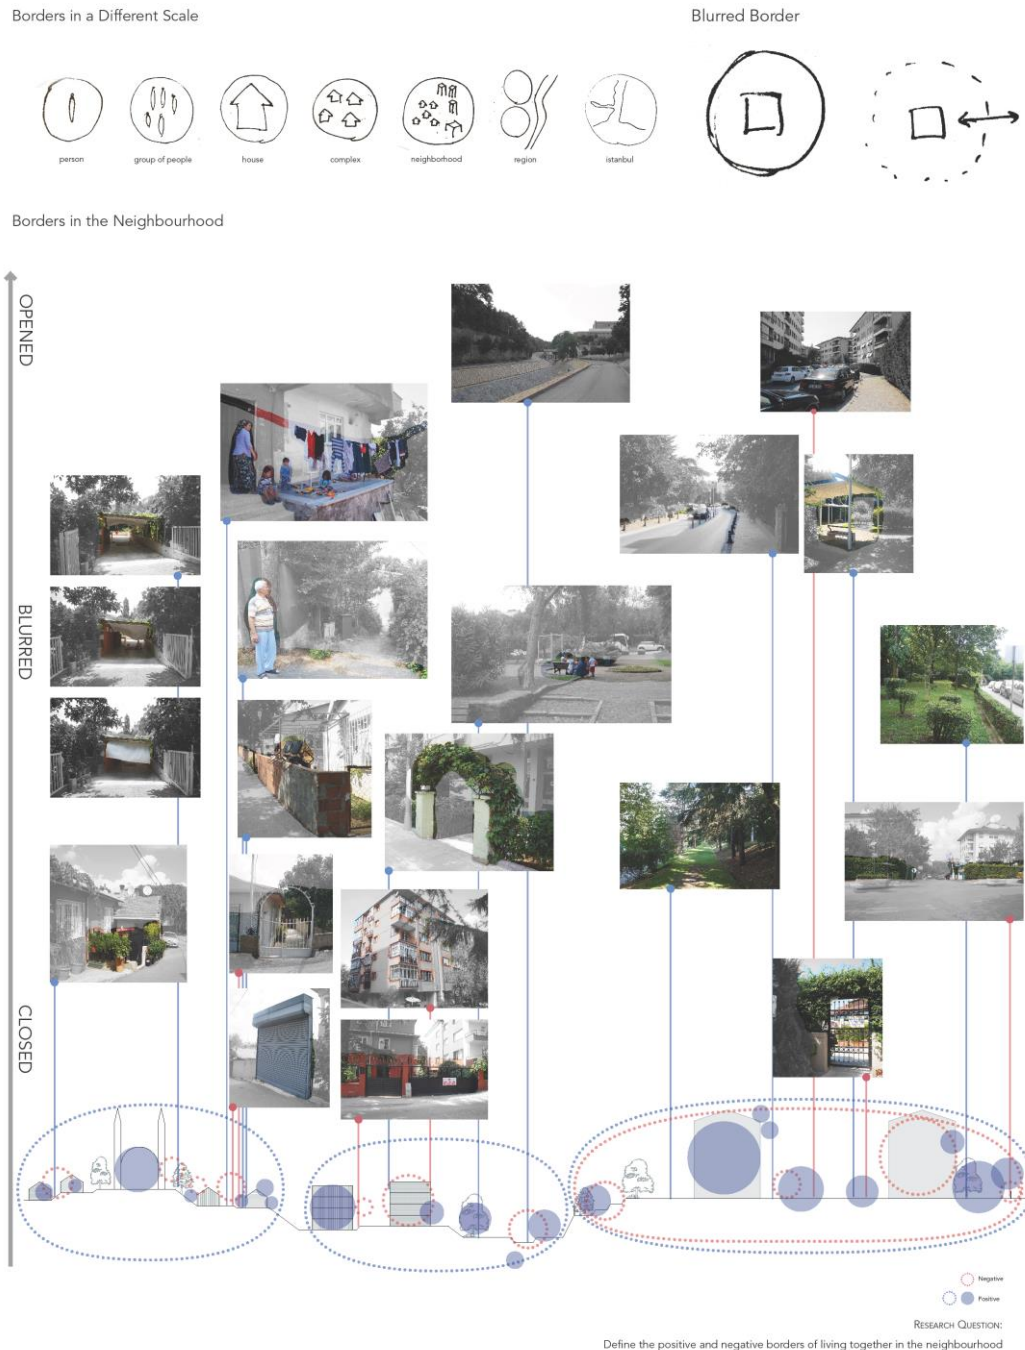 Borders in a Different Scale
Blurred Border
person
group of people
house
complex
neighborhood
region
istanbul
Borders in the Neighbourhood
OPENED
BLURRED
CLOSED
Negative
Positive
RESEARCH QUESTION:
Define the positive and negative borders of living together in the neighbourhood